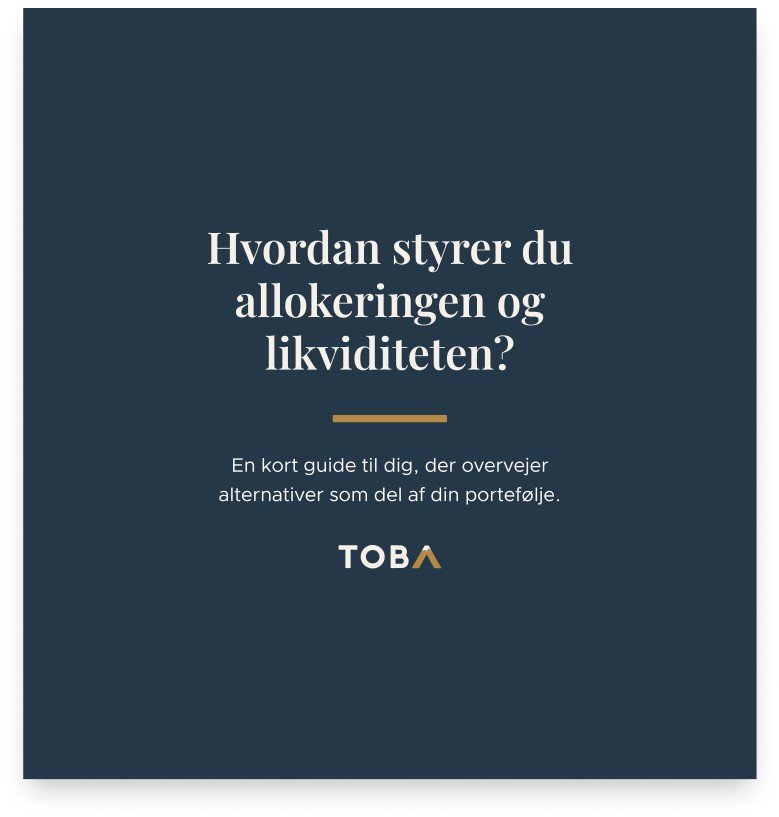 Hvordan styrer du
allokeringen og
likviditeten?
En kort guide til dig, der overvejer
alternativer som del af din portefølje.
TOBA